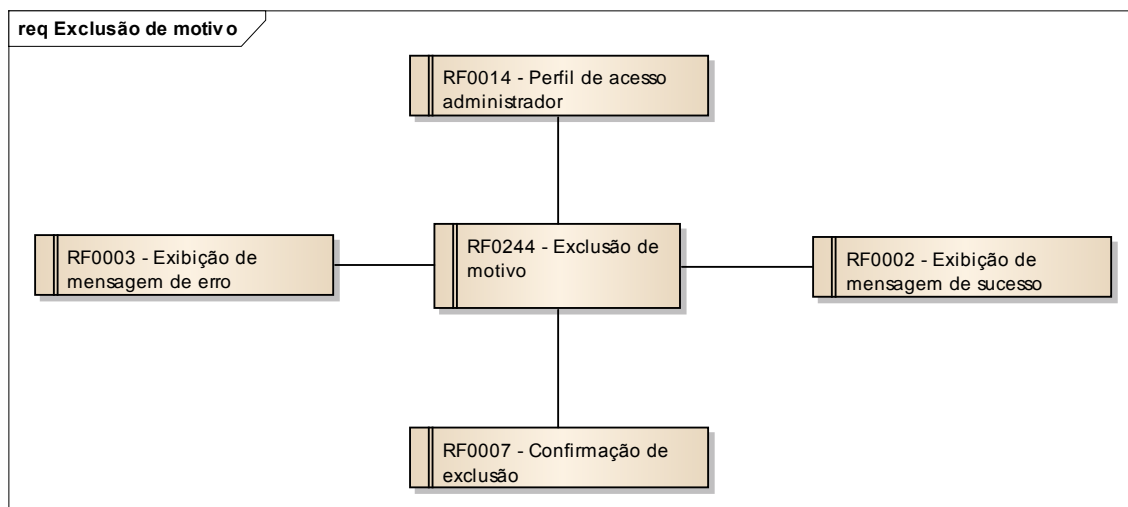 req Exclusão de motivo
RF0014 - Perfil de acesso
administrador
RF0003 - Exibição de
mensagem de erro
RF0244 - Exclusão de
motivo
RF0002 - Exibição de
mensagem de sucesso
RF0007 - Confirmação de
exclusão